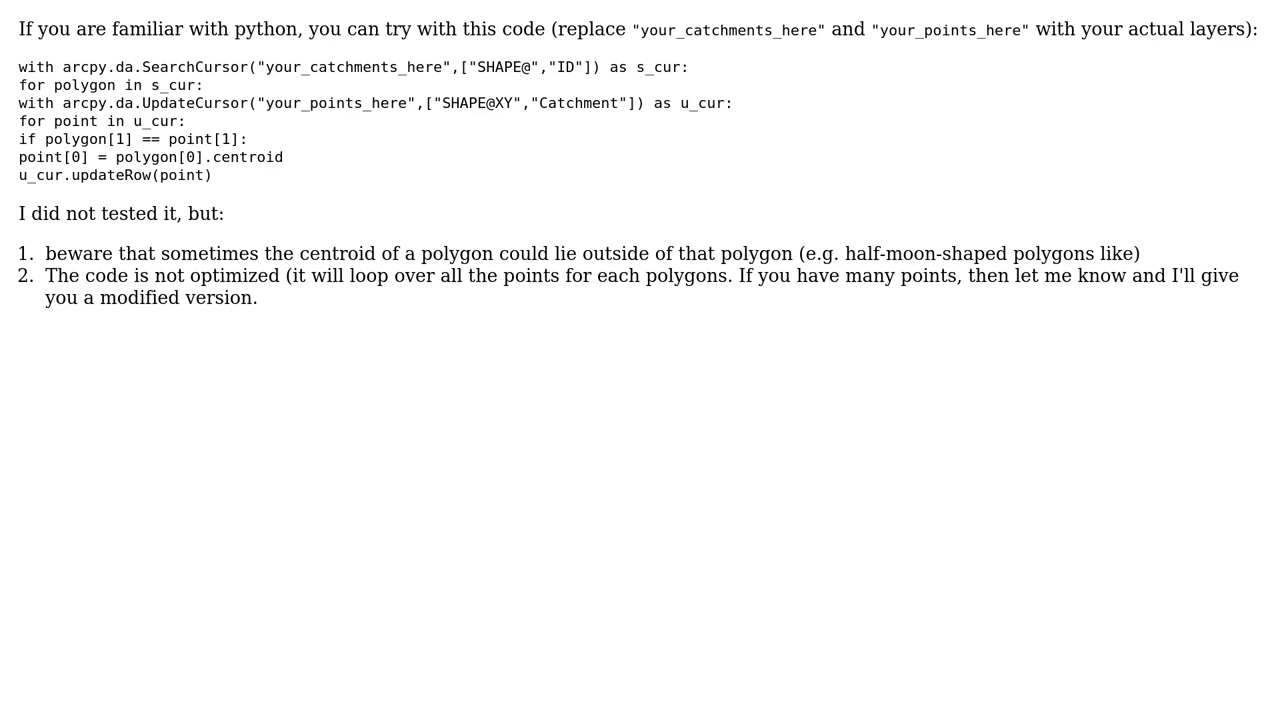 If you are familiar with python, you can try with this code (replace "your_catchments_here" and "your_points_here" with your actual layers):
with arcpy.da.SearchCursor("your_catchments_here",["SHAPE@","ID"]) as s_cur:
for polygon in s_cur:
with arcpy.da.UpdateCursor("your_points_here",["SHAPE@XY","Catchment"]) as u_cur:
for point in u_cur:
if polygon[1] == point[1]:
point[0] = polygon[0].centroid
u_cur.updateRow(point)
I did not tested it, but:
1. beware that sometimes the centroid of a polygon could lie outside of that polygon (e.g. half-moon-shaped polygons like)
2. The code is not optimized (it will loop over all the points for each polygons. If you have many points, then let me know and I'll give
you a modified version.